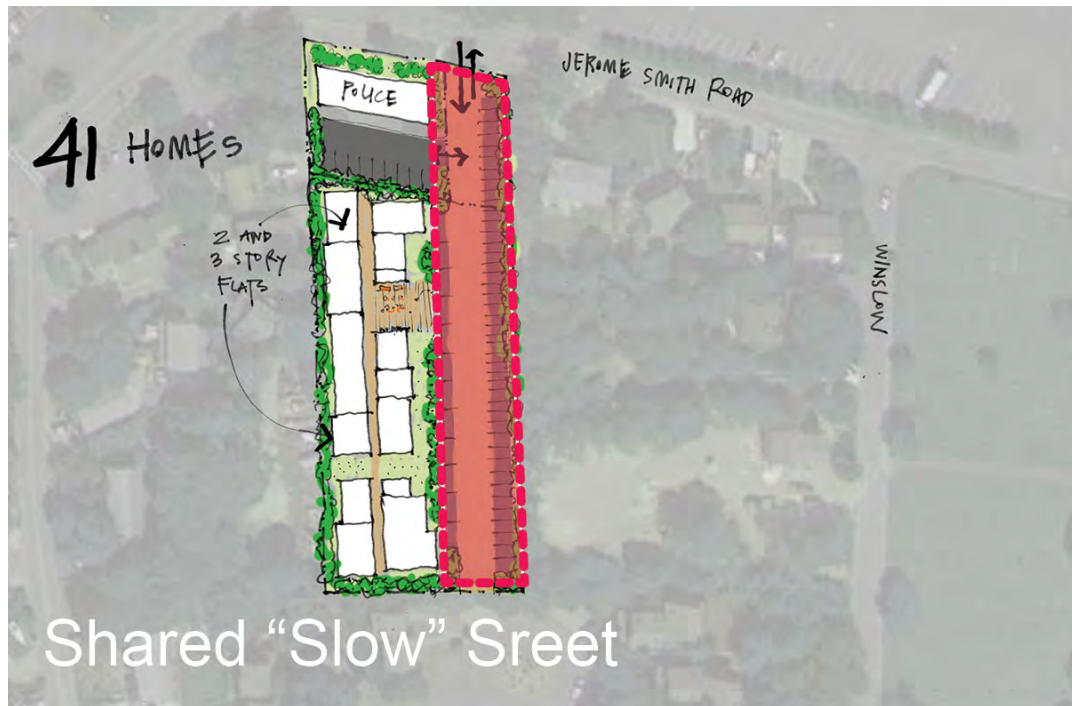 JEROME SMITH ROAD
POLICE
41 HOMES
2 AND
3 STORY
FLATS
WINSLOW
Shared “Slow” Sreet